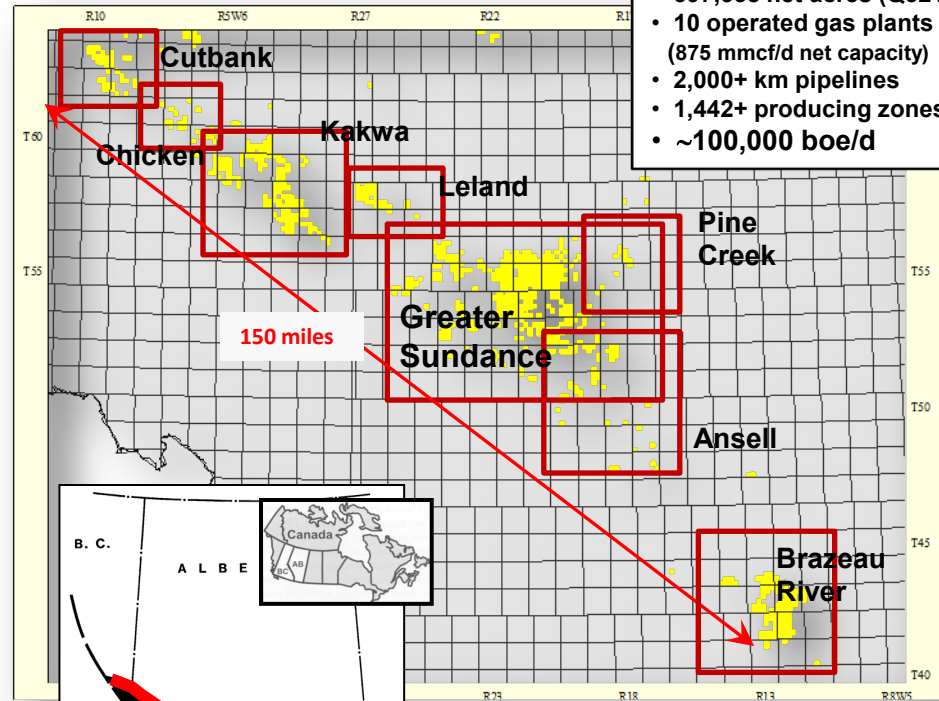 R10 R5W6 R27 R22
• 10 operated gas plants
(875 mmcf/d net capacity)
• 2,000+ km pipelines
• 1,442+ producing zones
• ~100,000 boe/d
Cutbank
T60
Kakwa
Chicken
Leland
Pine
Creek
T55 T55
Greater
Sundance
150 miles
T50
Ansell
T45
B. C.
A L B E
Canada
BC AB
Brazeau
River
T40
R23 R18 R13 R8W5